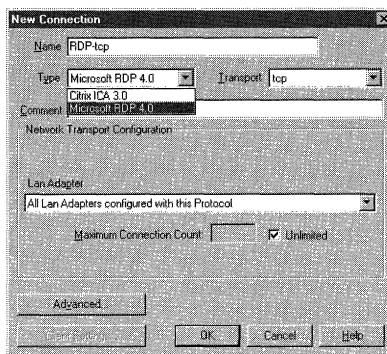 New Connection
Name RDP-tcp
Type Microsoft RDP 4.0 Transport tcp
Citrix ICA 3.0
Microsoft RDP 4.0
Comment
Network Transport Configuration
Lan Adapter
All Lan Adapters configured with this Protocol
Maximum Connection Count Unlimited
Advanced
OK Cancel Help